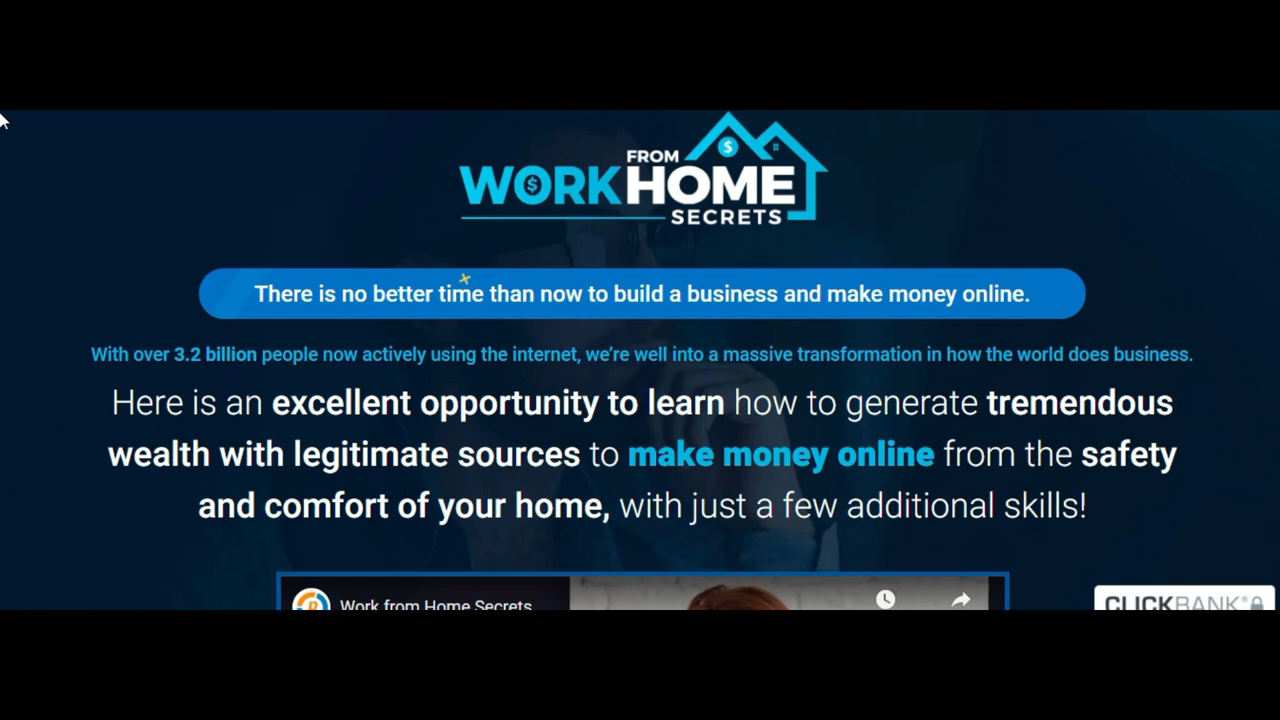 FROM
WORK HOME
SECRETS
There is no better time than now to build a business and make money online.
With over 3.2 billion people now actively using the internet, we’re well into a massive transformation in how the world does business.
Here is an excellent opportunity to learn how to generate tremendous
wealth with legitimate sources to make money online from the safety
and comfort of your home, with just a few additional skills!
Work from Home Secrets
CLICKBANK®